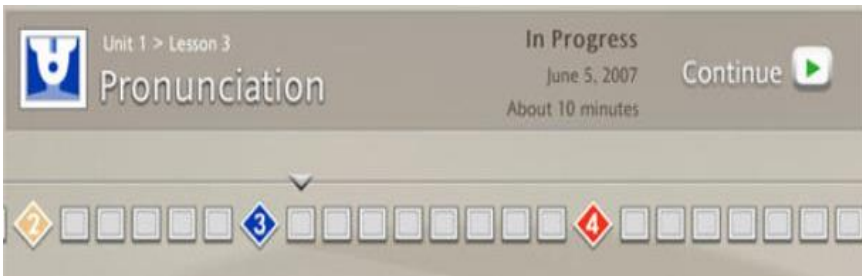 Unit 1 > Lesson 3
Pronunciation
In Progress
June 5, 2007
About 10 minutes
Continue
2 3 4